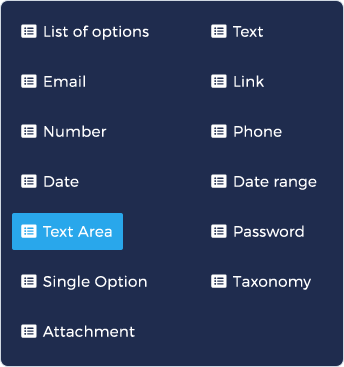 List of options
Text
Email
Link
Number
Phone
Date
Date range
Text Area
Password
Single Option
Taxonomy
Attachment